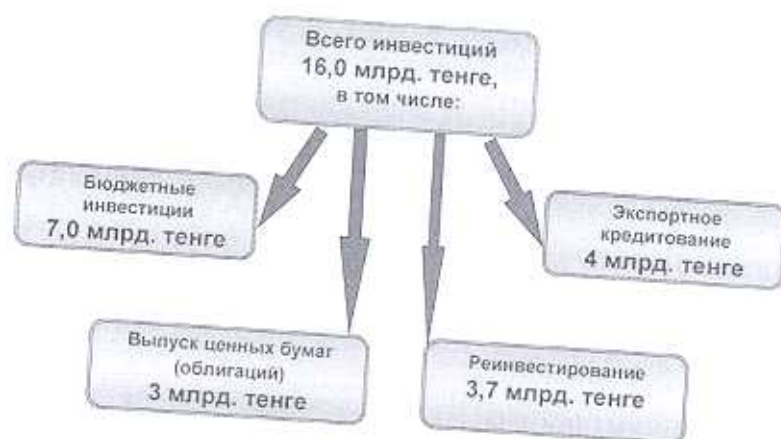 Всего инвестиций
16,0 млрд. тенге,
в том числе:
Бюджетные
инвестиции
7,0 млрд. тенге
Экспортное
кредитование
4 млрд. тенге
Выпуск ценных бумаг
(облигаций)
3 млрд. тенге
Реинвестирование
3,7 млрд. тенге